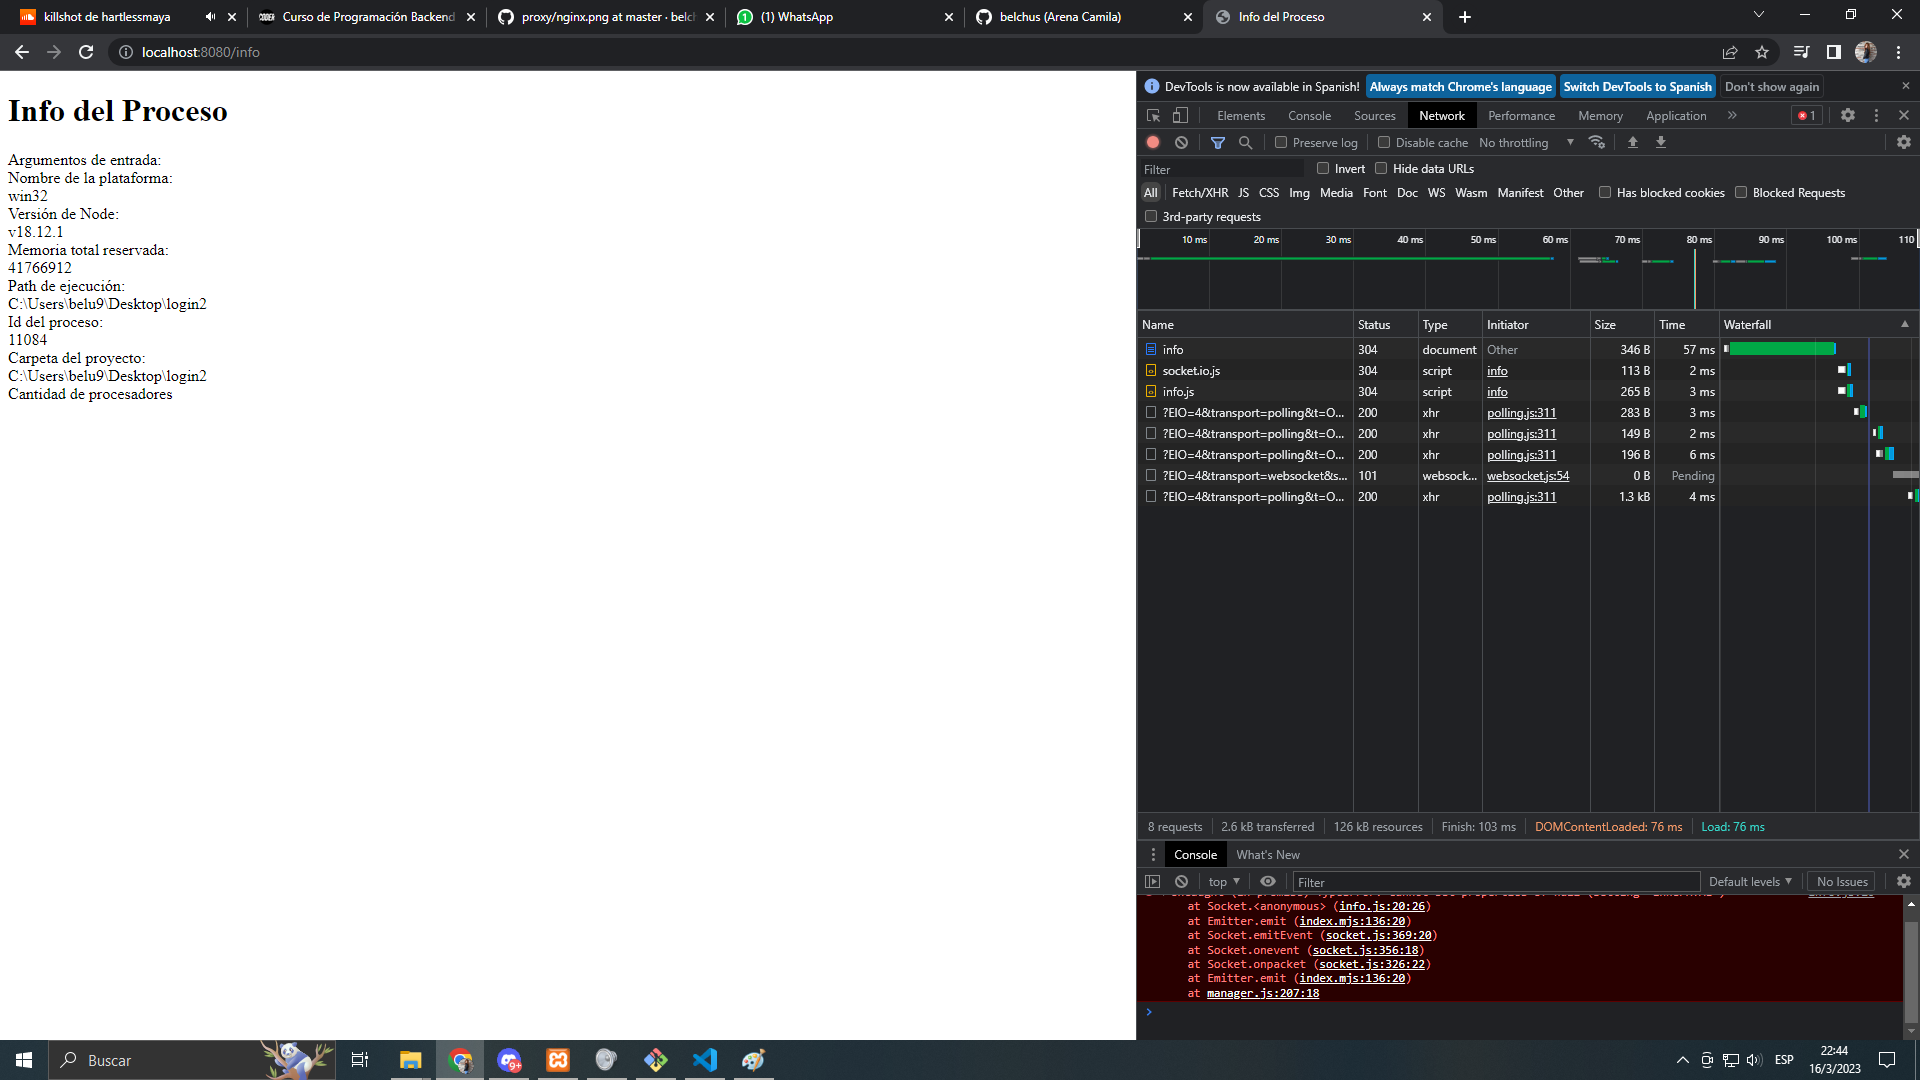 killshot de hartlessmaya
Curso de Programación Backend
proxy/nginx.png at master · belch
(1) WhatsApp
belchus (Arena Camila)
Info del Proceso
localhost:8080/info
Info del Proceso
Argumentos de entrada:
Nombre de la plataforma:
win32
Versión de Node:
v18.12.1
Memoria total reservada:
41766912
Path de ejecución:
C:\Users\belu9\Desktop\login2
Id del proceso:
11084
Carpeta del proyecto:
C:\Users\belu9\Desktop\login2
Cantidad de procesadores
DevTools is now available in Spanish! Always match Chrome's language Switch DevTools to Spanish Don't show again
Elements Console Sources Network Performance Memory Application » 1
Preserve log Disable cache No throttling
Filter Invert Hide data URLs
All Fetch/XHR JS CSS Img Media Font Doc WS Wasm Manifest Other Has blocked cookies Blocked Requests
3rd-party requests
10 ms 20 ms 30 ms 40 ms 50 ms 60 ms 70 ms 80 ms 90 ms 100 ms 110
Name Status Type Initiator Size Time Waterfall
info 304 document Other 346 B 57 ms
socket.io.js 304 script info 113 B 2 ms
info.js 304 script info 265 B 3 ms
?EIO=4&transport=polling&t=O... 200 xhr polling.js:311 283 B 3 ms
?EIO=4&transport=polling&t=O... 200 xhr polling.js:311 149 B 2 ms
?EIO=4&transport=polling&t=O... 200 xhr polling.js:311 196 B 6 ms
?EIO=4&transport=websocket&s... 101 websock... websocket.js:54 0 B Pending
?EIO=4&transport=polling&t=O... 200 xhr polling.js:311 1.3 kB 4 ms
8 requests 2.6 kB transferred 126 kB resources Finish: 103 ms DOMContentLoaded: 76 ms Load: 76 ms
Console What's New
top Filter Default levels No Issues
at Socket.<anonymous> (info.js:20:26)
at Emitter.emit (index.mjs:136:20)
at Socket.emitEvent (socket.js:369:20)
at Socket.onevent (socket.js:356:18)
at Socket.onpacket (socket.js:326:22)
at Emitter.emit (index.mjs:136:20)
at manager.js:207:18
Buscar
9+
ESP
22:44
16/3/2023